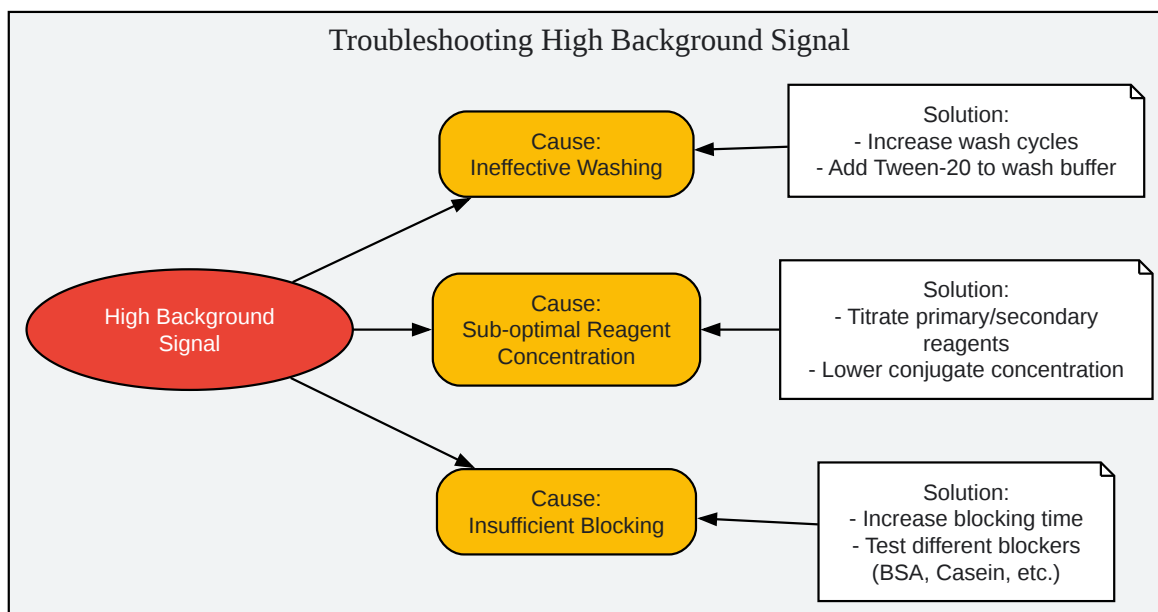 Troubleshooting High Background Signal
High Background
Signal
Cause:
Ineffective Washing
Solution:
- Increase wash cycles
- Add Tween-20 to wash buffer
Cause:
Sub-optimal Reagent
Concentration
Solution:
- Titrate primary/secondary
reagents
- Lower conjugate concentration
Cause:
Insufficient Blocking
Solution:
- Increase blocking time
- Test different blockers
(BSA, Casein, etc.)